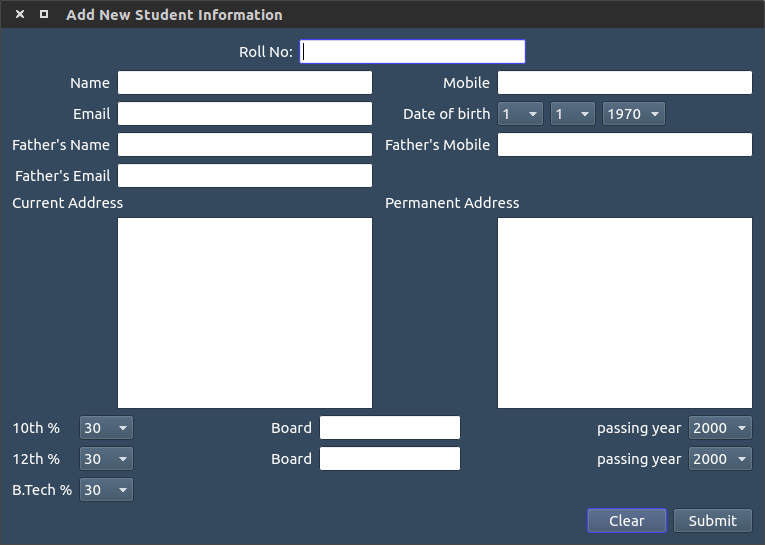 Add New Student Information
Roll No:
Name Mobile
Email Date of birth 1 1 1970
Father's Name Father's Mobile
Father's Email
Current Address Permanent Address
10th % 30 Board passing year 2000
12th % 30 Board passing year 2000
B.Tech % 30
Clear Submit